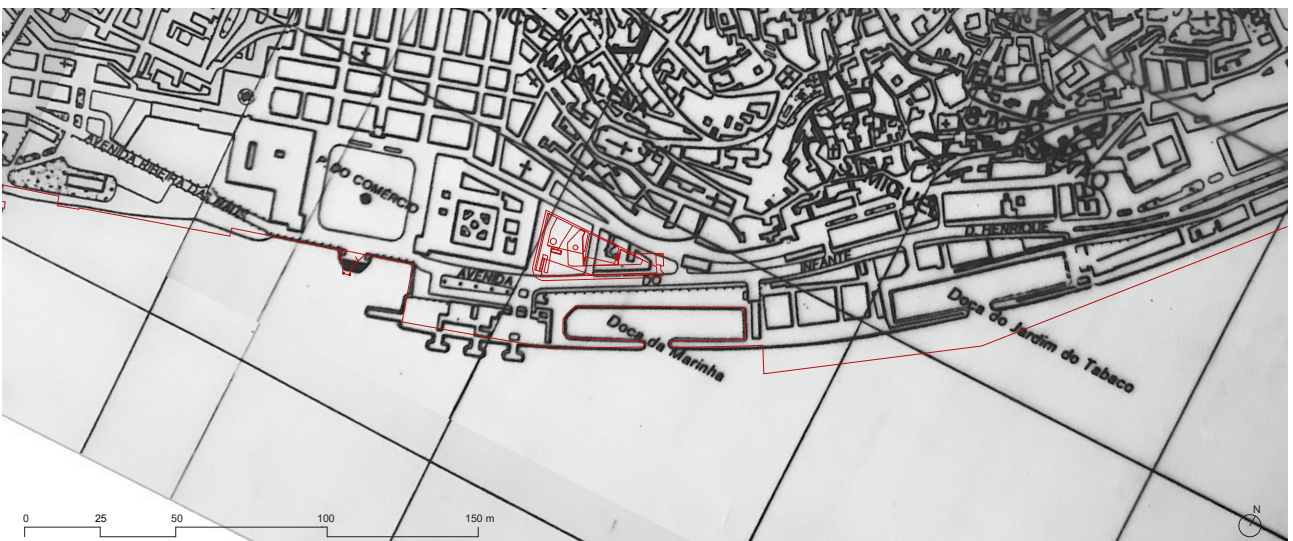 MADALENA
AVENIDA RIBEIRA DAS NAUS
P. DO COMÉRCIO
D. HENRIQUE
INFANTE
AVENIDA
DO
Doca da Marinha
Doca do Jardim do Tabaco
0 25 50 100 150 m
N